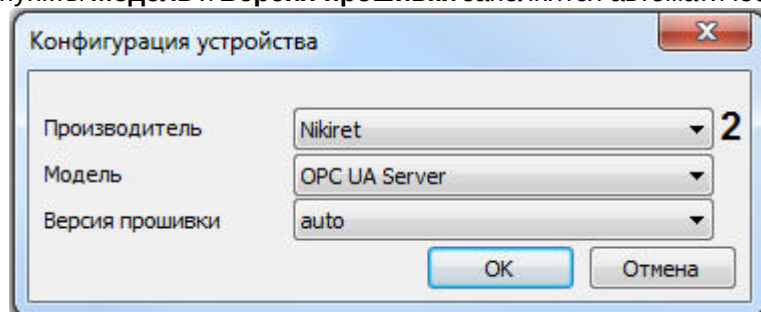 Конфигурация устройства
Производитель Nikiret 2
Модель OPC UA Server
Версия прошивки auto
OK Отмена